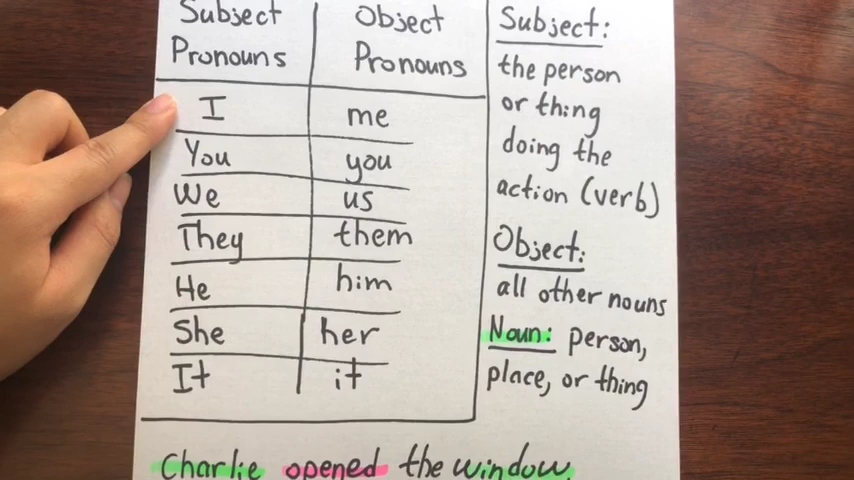 Subject Object
Pronouns Pronouns
I me
You you
We us
They them
He him
She her
It it
Subject:
the person
or thing
doing the
action (verb)
Object:
all other nouns
Noun: person,
place, or thing
Charlie opened the window.